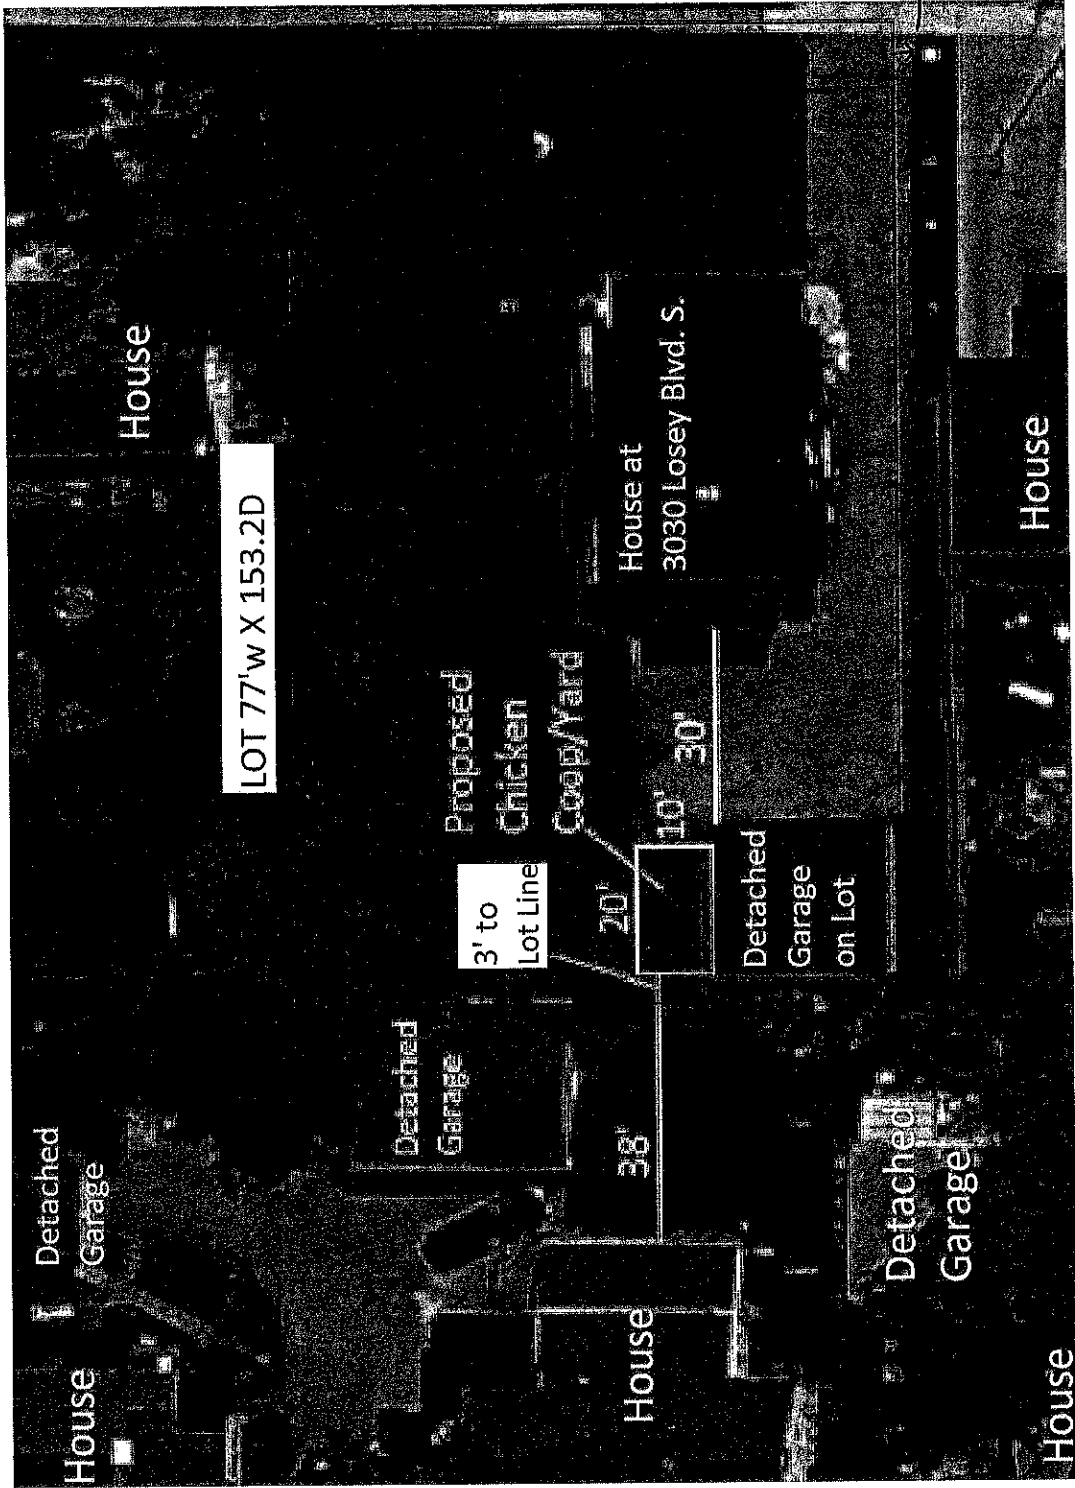 House
LOT 77'w X 153.2D
House at
3030 Losey Blvd. S.
House
Proposed
Chicken
Coop/Yard
30'
10'
20'
3' to
Lot Line
Detached
Garage
on Lot
Detached
Garage
38'
Detached
Garage
Detached
Garage
House
House
House